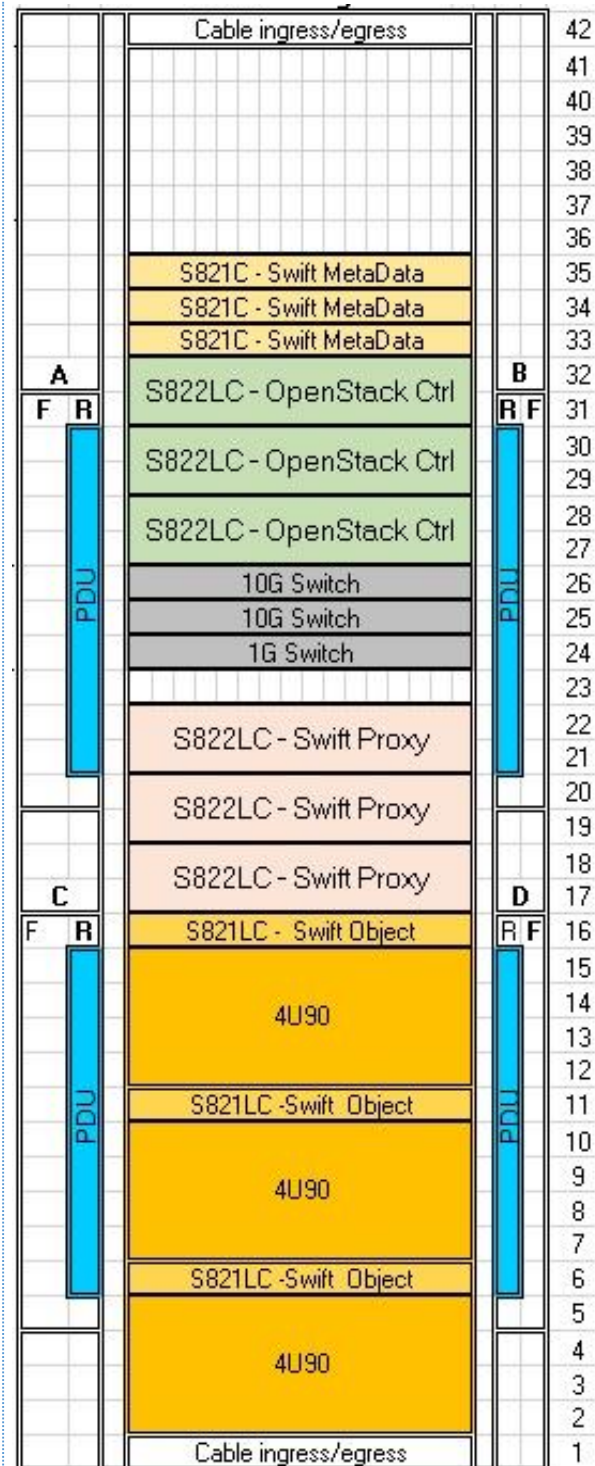 Cable ingress/egress 42
41
40
39
38
37
36
S821C - Swift MetaData 35
S821C - Swift MetaData 34
S821C - Swift MetaData 33
A S822LC - OpenStack Ctrl B 32
F R R F 31
S822LC - OpenStack Ctrl 30
29
S822LC - OpenStack Ctrl 28
27
PDU 10G Switch PDU 26
10G Switch 25
1G Switch 24
23
S822LC - Swift Proxy 22
21
S822LC - Swift Proxy 20
19
S822LC - Swift Proxy 18
C D 17
F R S821LC - Swift Object R F 16
15
4U90 14
13
12
PDU S821LC -Swift Object PDU 11
10
4U90 9
8
7
S821LC -Swift Object 6
5
4U90 4
3
2
Cable ingress/egress 1